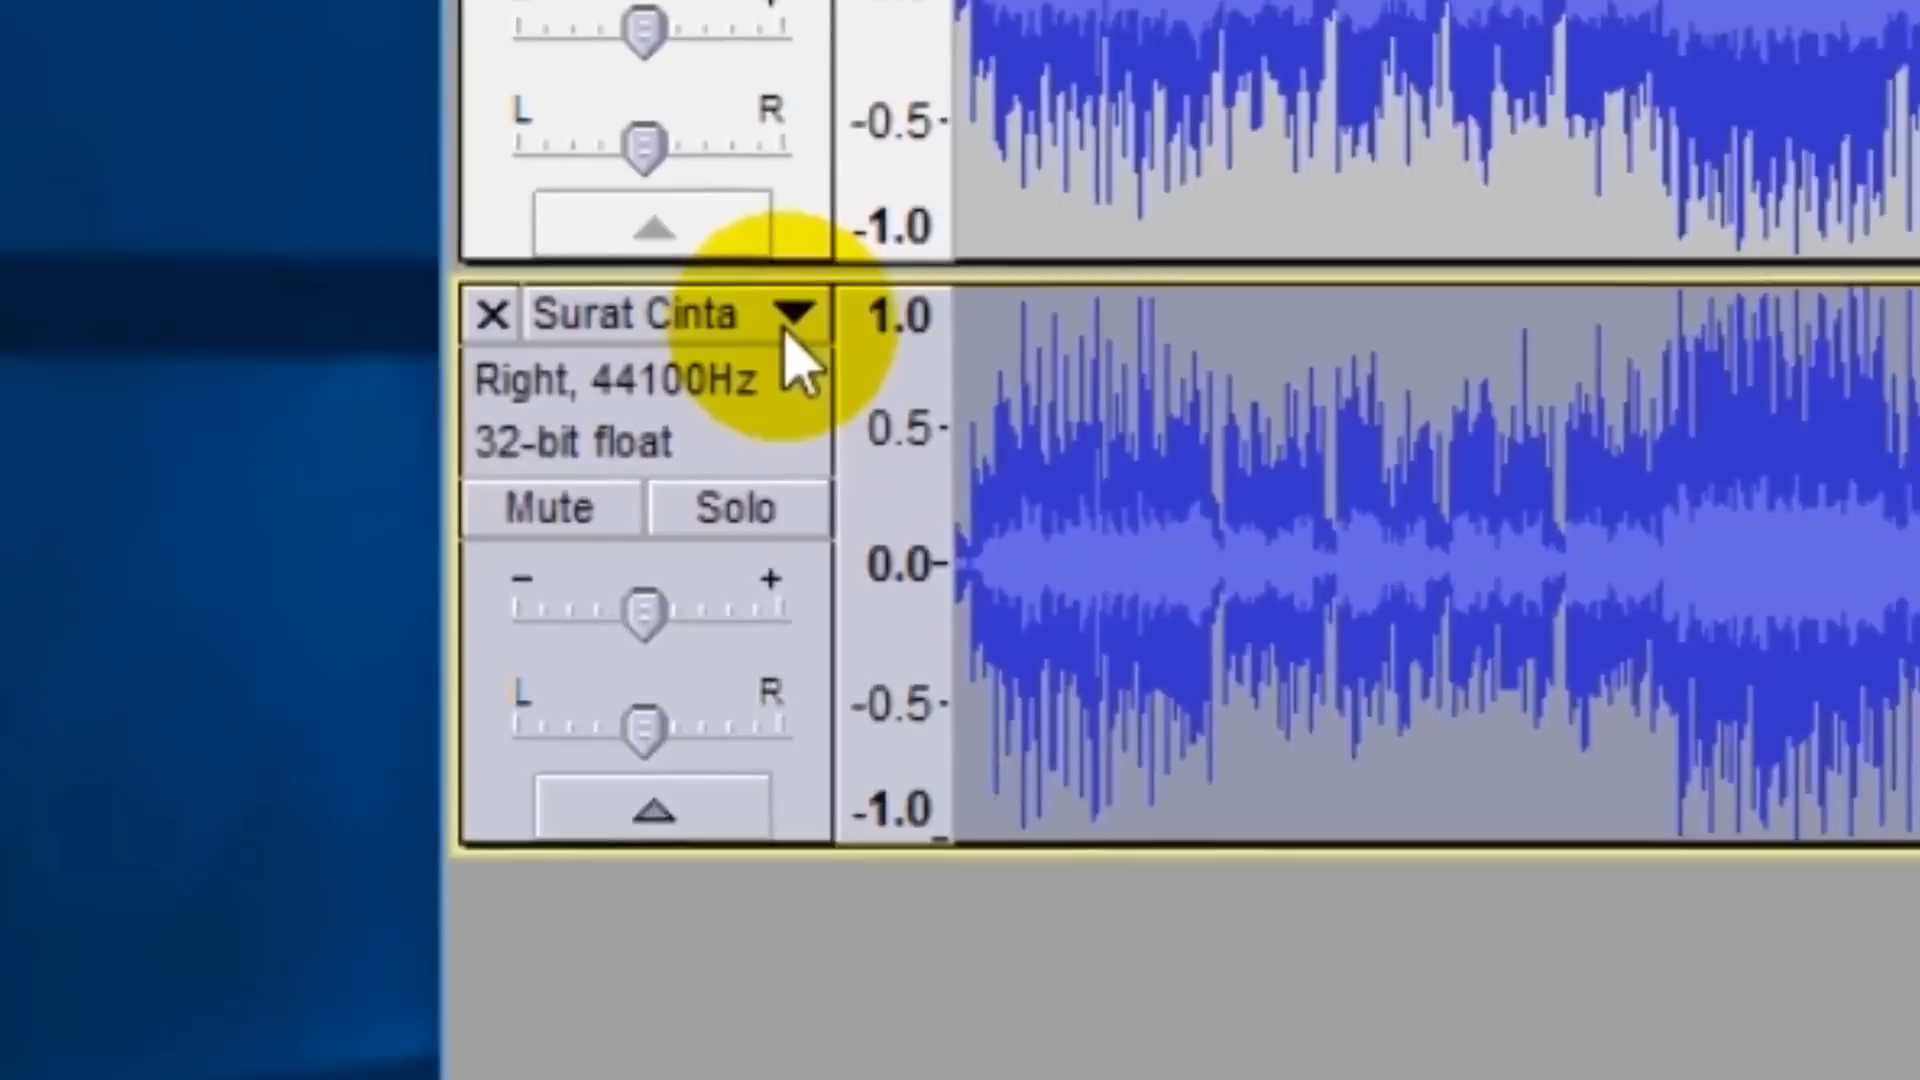 L R
-0.5
-1.0
Surat Cinta
1.0
Right, 44100Hz
0.5
32-bit float
Mute Solo
0.0
- +
L R
-0.5
-1.0